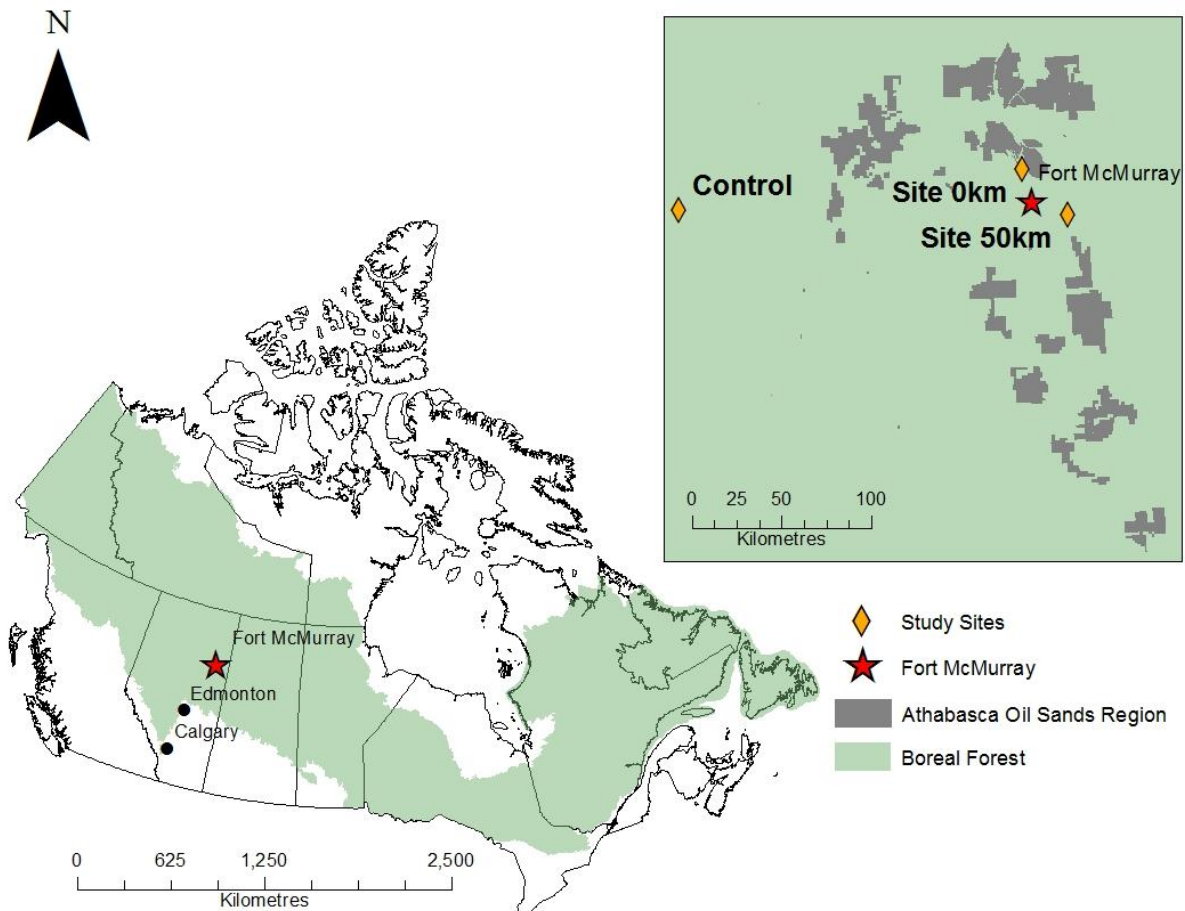 N
Control
Fort McMurray
Site 0km
Site 50km
0 25 50 100
Kilometres
Fort McMurray
Edmonton
Calgary
Study Sites
Fort McMurray
Athabasca Oil Sands Region
Boreal Forest
0 625 1,250 2,500
Kilometres